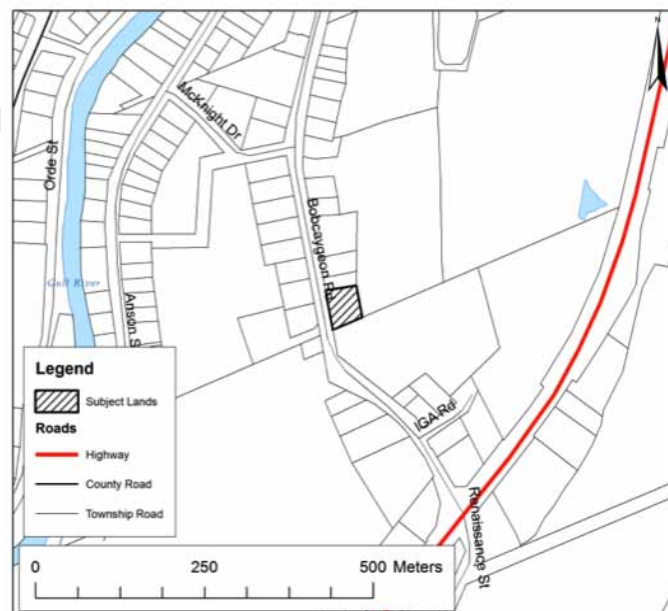 N
McKnight Dr
Orde St
Bobcaygeon Rd
Gull River
Anson S
Legend
Subject Lands
Roads
Highway
County Road
Township Road
IGA Rd
Renaissance St
0 250 500 Meters